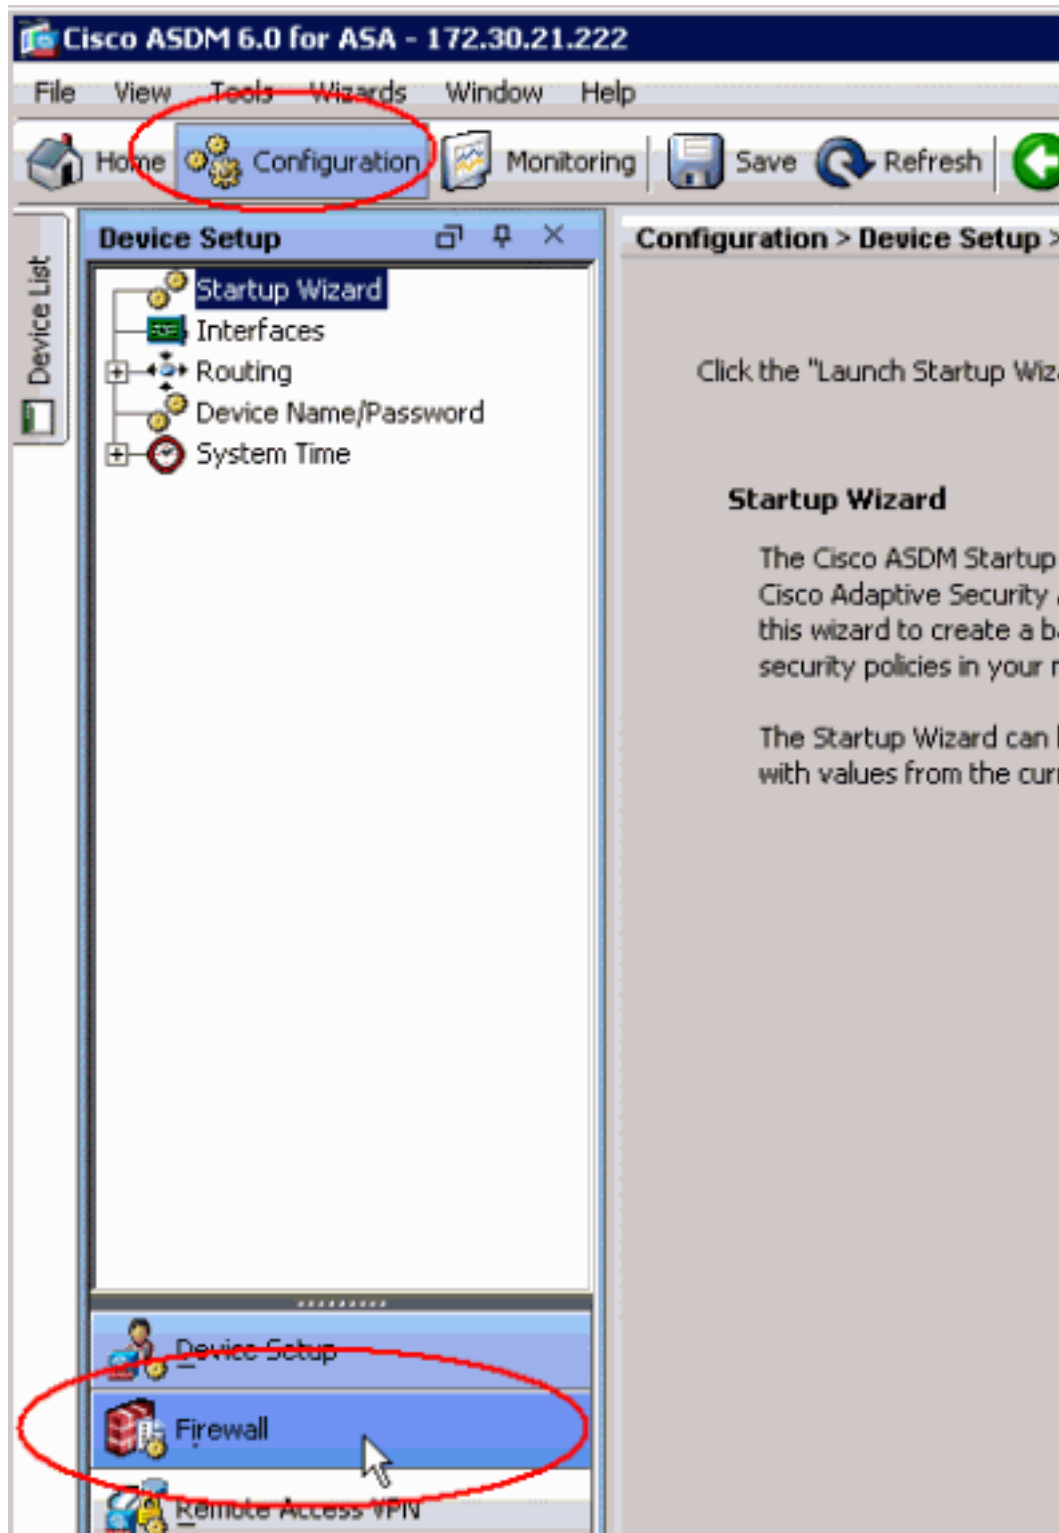 Cisco ASDM 6.0 for ASA - 172.30.21.222
File View Tools Wizards Window Help
Home Configuration Monitoring Save Refresh
Device List
Device Setup
Configuration > Device Setup >
Startup Wizard
Interfaces
Routing
Device Name/Password
System Time
Click the "Launch Startup Wiz
Startup Wizard
The Cisco ASDM Startup
Cisco Adaptive Security
this wizard to create a b
security policies in your
The Startup Wizard can
with values from the cur
Device Setup
Firewall
Remote Access VPN